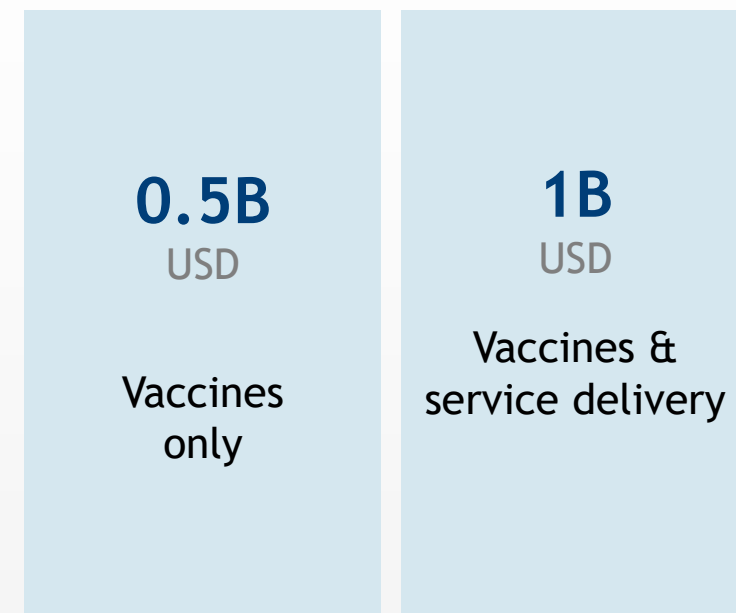 0.5B
USD
Vaccines
only
1B
USD
Vaccines &
service delivery